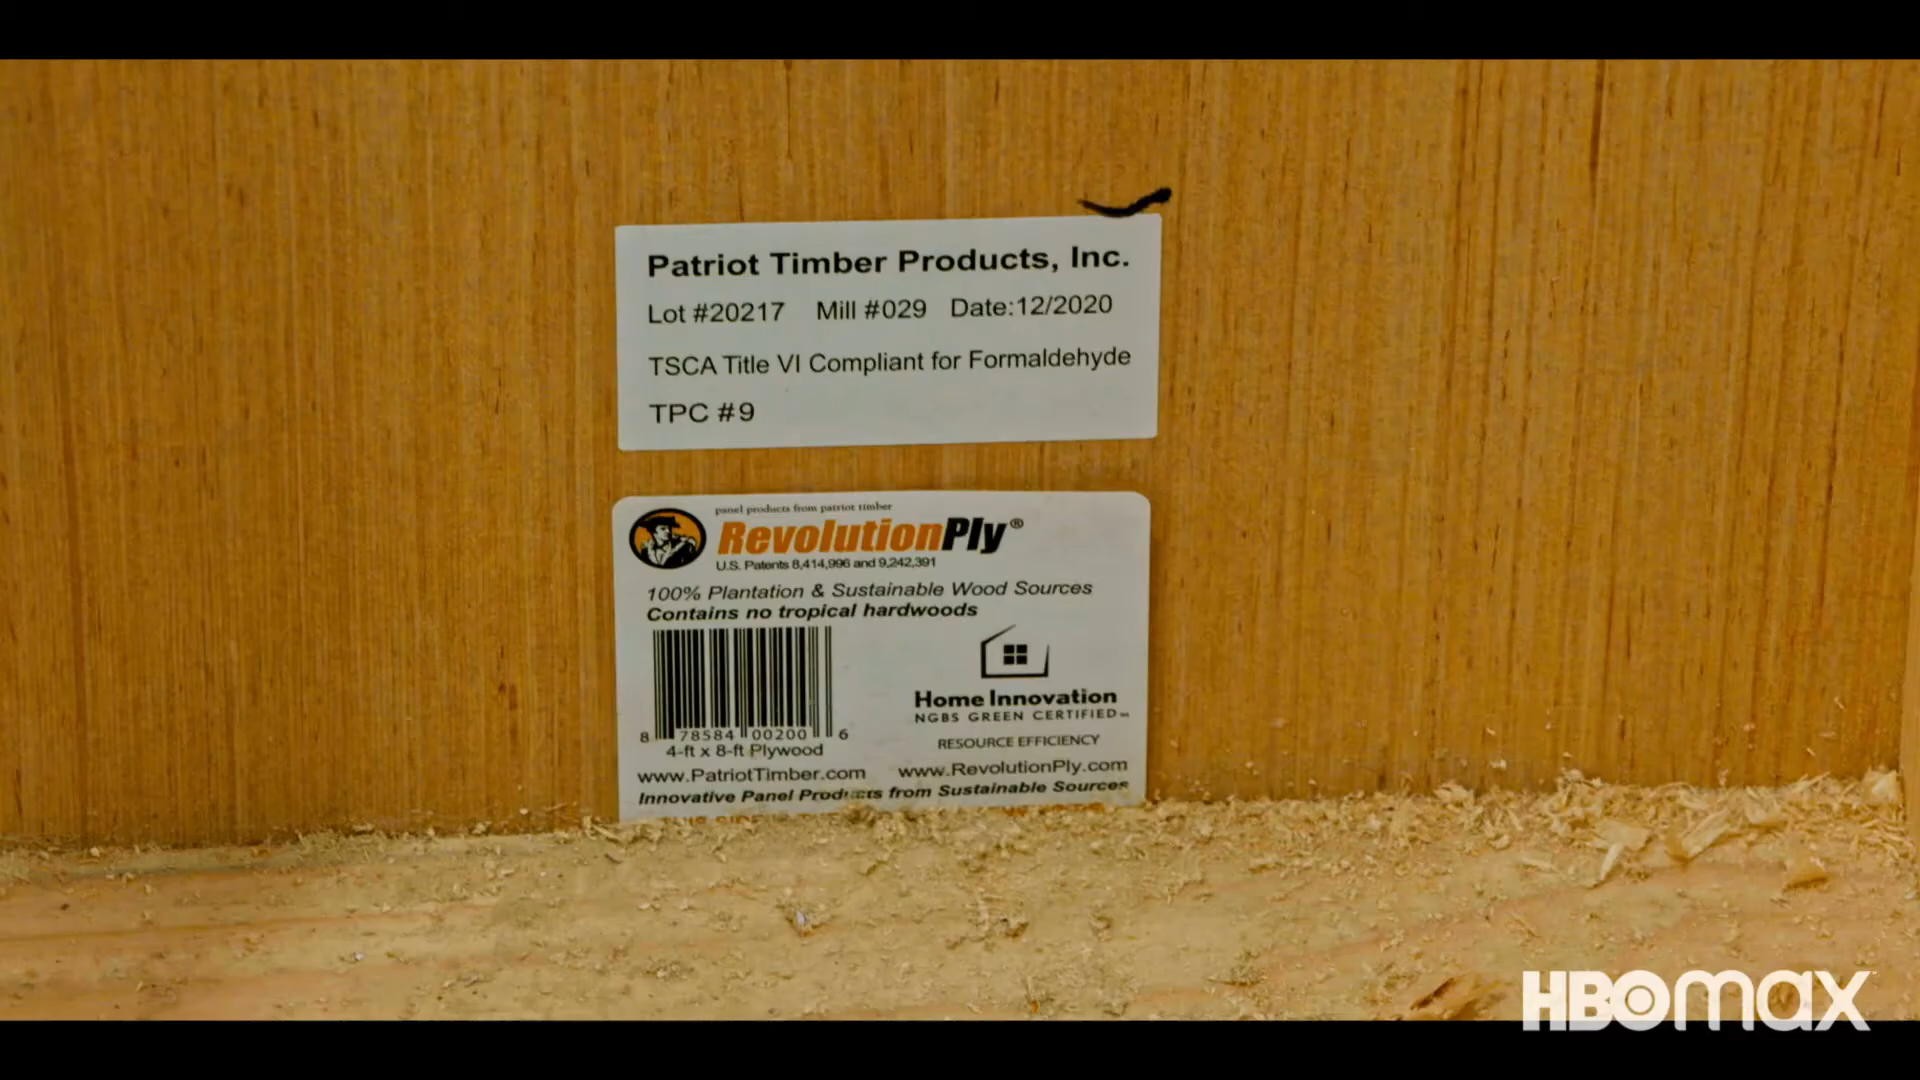 Patriot Timber Products, Inc.
Lot #20217 Mill #029 Date:12/2020
TSCA Title VI Compliant for Formaldehyde
TPC #9
panel products from patriot timber
RevolutionPly®
U.S. Patents 8,414,996 and 9,242,391
100% Plantation & Sustainable Wood Sources
Contains no tropical hardwoods
Home Innovation
NGBS GREEN CERTIFIED™
RESOURCE EFFICIENCY
8 78584 00200 6
4-ft x 8-ft Plywood
www.PatriotTimber.com www.RevolutionPly.com
Innovative Panel Products from Sustainable Sources
THIS SIDE
HBOmax